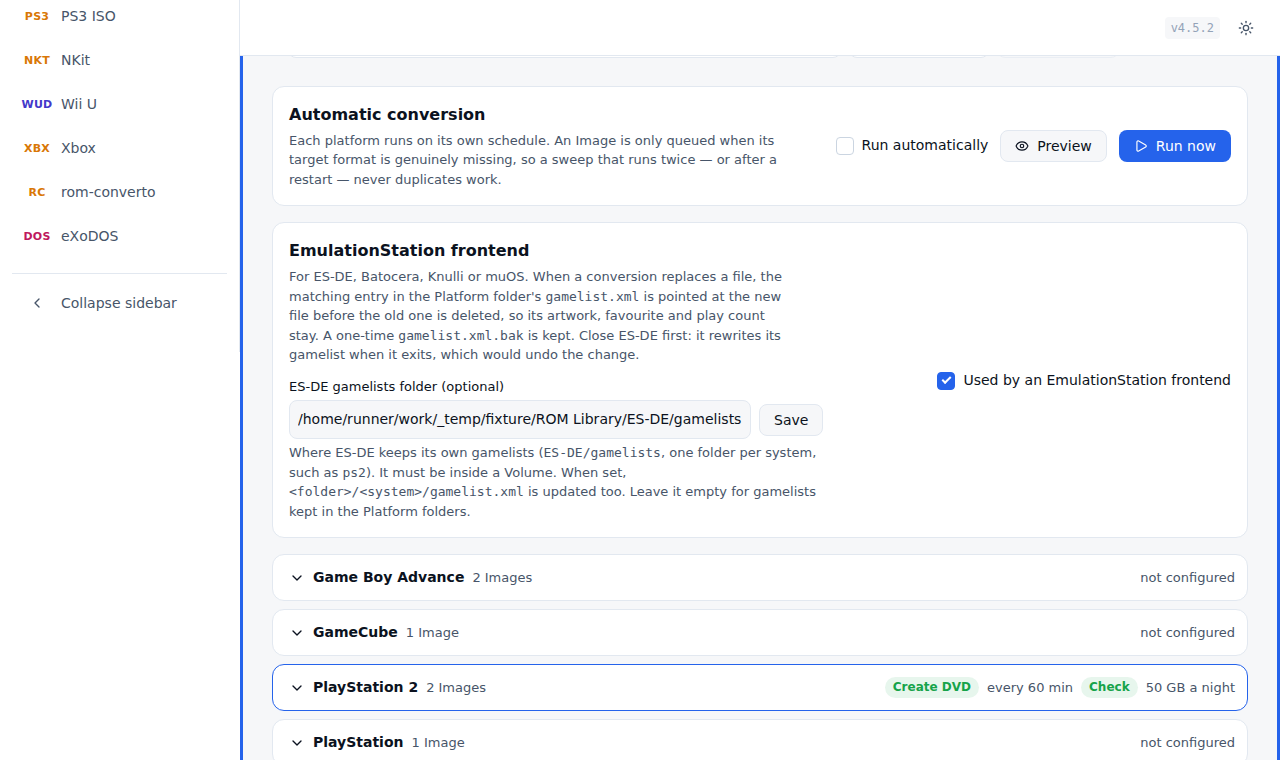 PS3 PS3 ISO
NKT NKit
WUD Wii U
XBX Xbox
RC rom-converto
DOS eXoDOS
Collapse sidebar
v4.5.2
Automatic conversion
Each platform runs on its own schedule. An Image is only queued when its
target format is genuinely missing, so a sweep that runs twice — or after a
restart — never duplicates work.
Run automatically
Preview
Run now
EmulationStation frontend
For ES-DE, Batocera, Knulli or muOS. When a conversion replaces a file, the
matching entry in the Platform folder's gamelist.xml is pointed at the new
file before the old one is deleted, so its artwork, favourite and play count
stay. A one-time gamelist.xml.bak is kept. Close ES-DE first: it rewrites its
gamelist when it exits, which would undo the change.
ES-DE gamelists folder (optional)
/home/runner/work/_temp/fixture/ROM Library/ES-DE/gamelists
Save
Where ES-DE keeps its own gamelists (ES-DE/gamelists, one folder per system,
such as ps2). It must be inside a Volume. When set,
<folder>/<system>/gamelist.xml is updated too. Leave it empty for gamelists
kept in the Platform folders.
Used by an EmulationStation frontend
Game Boy Advance 2 Images not configured
GameCube 1 Image not configured
PlayStation 2 2 Images Create DVD every 60 min Check 50 GB a night
PlayStation 1 Image not configured